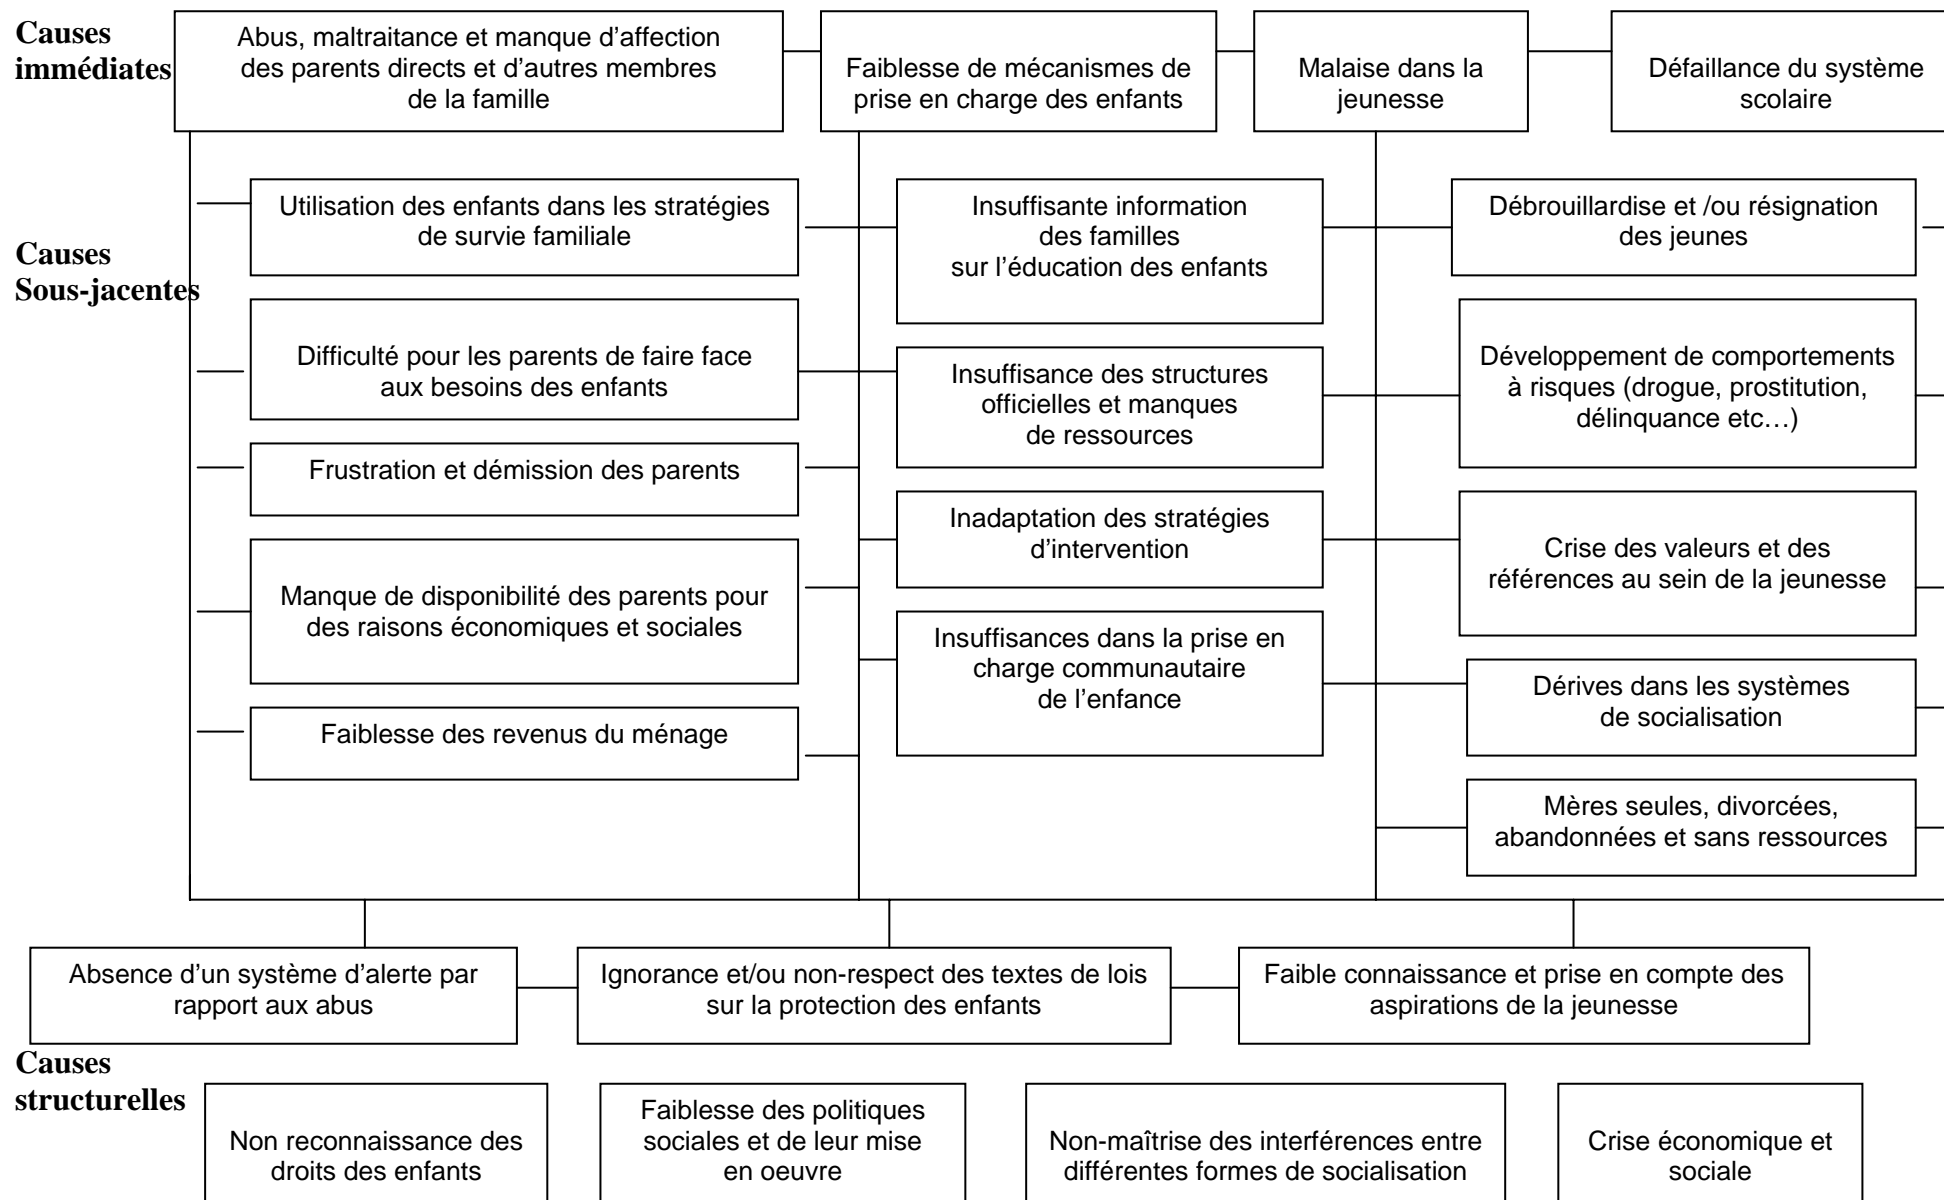 Causes
immédiates
Abus, maltraitance et manque d’affection
des parents directs et d’autres membres
de la famille
Faiblesse de mécanismes de
prise en charge des enfants
Malaise dans la
jeunesse
Défaillance du système
scolaire
Causes
Sous-jacentes
Utilisation des enfants dans les stratégies
de survie familiale
Difficulté pour les parents de faire face
aux besoins des enfants
Frustration et démission des parents
Manque de disponibilité des parents pour
des raisons économiques et sociales
Faiblesse des revenus du ménage
Insuffisante information
des familles
sur l’éducation des enfants
Insuffisance des structures
officielles et manques
de ressources
Inadaptation des stratégies
d’intervention
Insuffisances dans la prise en
charge communautaire
de l’enfance
Débrouillardise et /ou résignation
des jeunes
Développement de comportements
à risques (drogue, prostitution,
délinquance etc…)
Crise des valeurs et des
références au sein de la jeunesse
Dérives dans les systèmes
de socialisation
Mères seules, divorcées,
abandonnées et sans ressources
Absence d’un système d’alerte par
rapport aux abus
Ignorance et/ou non-respect des textes de lois
sur la protection des enfants
Faible connaissance et prise en compte des
aspirations de la jeunesse
Causes
structurelles
Non reconnaissance des
droits des enfants
Faiblesse des politiques
sociales et de leur mise
en oeuvre
Non-maîtrise des interférences entre
différentes formes de socialisation
Crise économique et
sociale